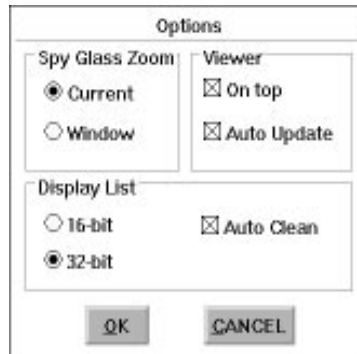 Options
Spy Glass Zoom
Current
Window
Viewer
On top
Auto Update
Display List
16-bit
32-bit
Auto Clean
OK
CANCEL